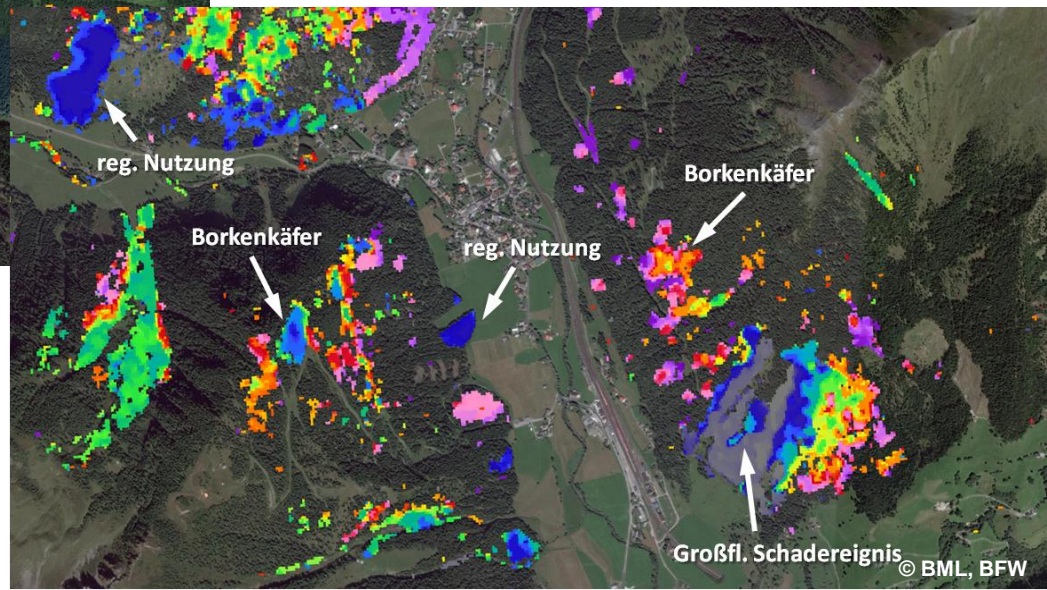 reg. Nutzung
Borkenkäfer
Borkenkäfer
reg. Nutzung
Großfl. Schadereignis
© BML, BFW